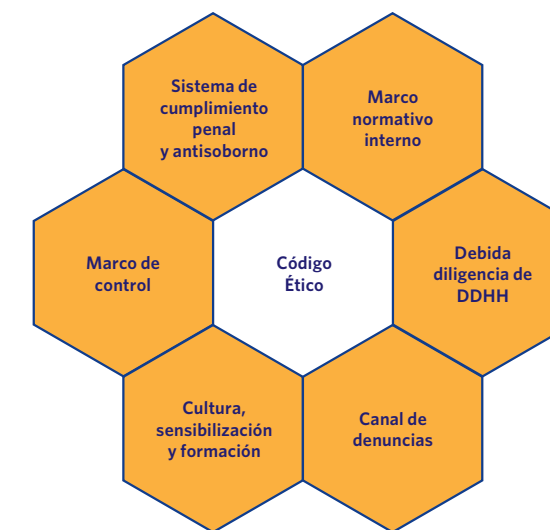 Sistema de
cumplimiento
penal
y antisoborno
Marco
normativo
interno
Marco de
control
Código
Ético
Debida
diligencia de
DDHH
Cultura,
sensibilización
y formación
Canal de
denuncias